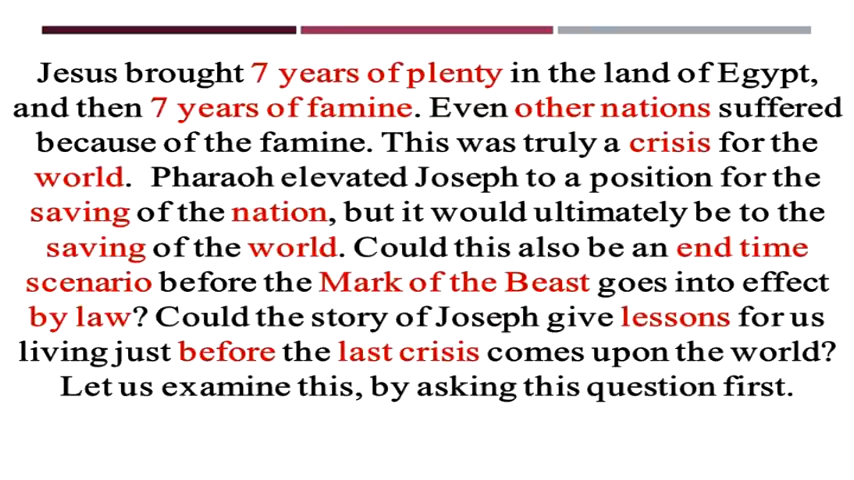 Jesus brought 7 years of plenty in the land of Egypt,
and then 7 years of famine. Even other nations suffered
because of the famine. This was truly a crisis for the
world.  Pharaoh elevated Joseph to a position for the
saving of the nation, but it would ultimately be to the
saving of the world. Could this also be an end time
scenario before the Mark of the Beast goes into effect
by law? Could the story of Joseph give lessons for us
living just before the last crisis comes upon the world?
Let us examine this, by asking this question first.